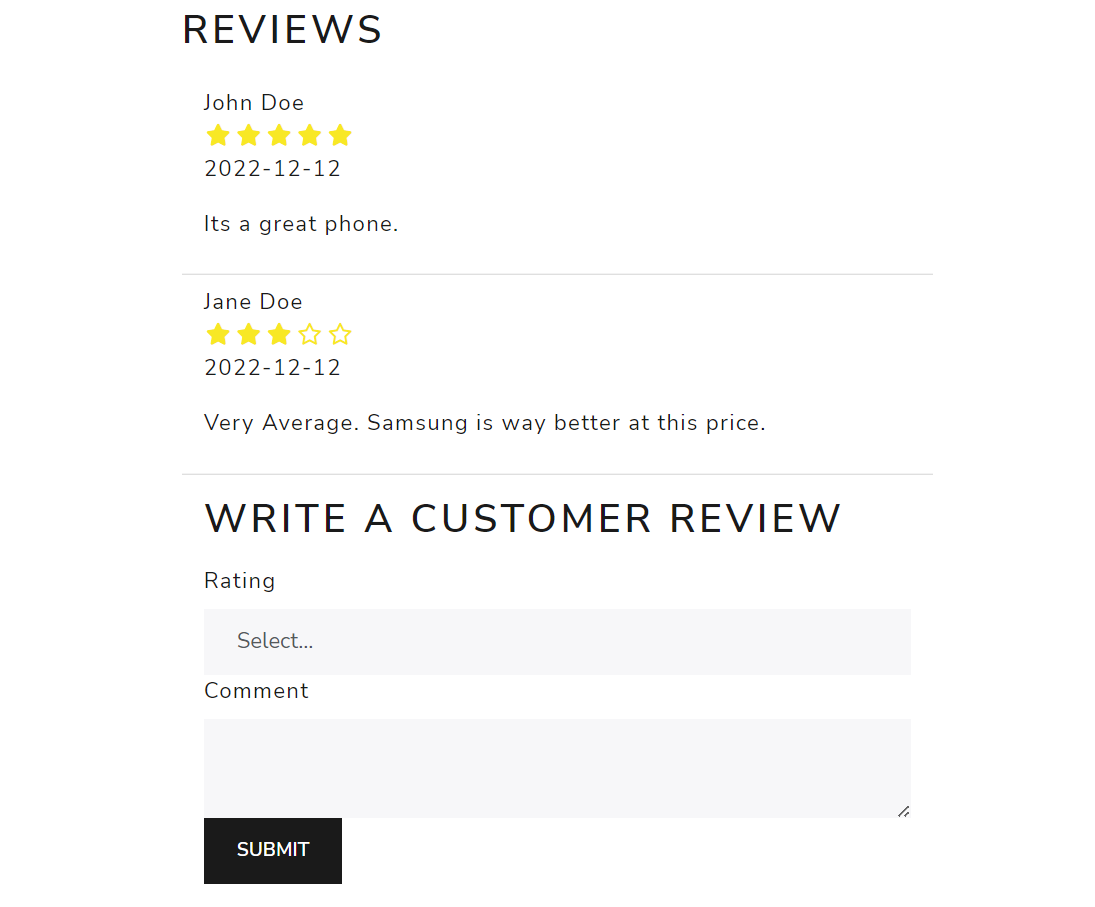 REVIEWS
John Doe
2022-12-12
Its a great phone.
Jane Doe
2022-12-12
Very Average. Samsung is way better at this price.
WRITE A CUSTOMER REVIEW
Rating
Select...
Comment
SUBMIT